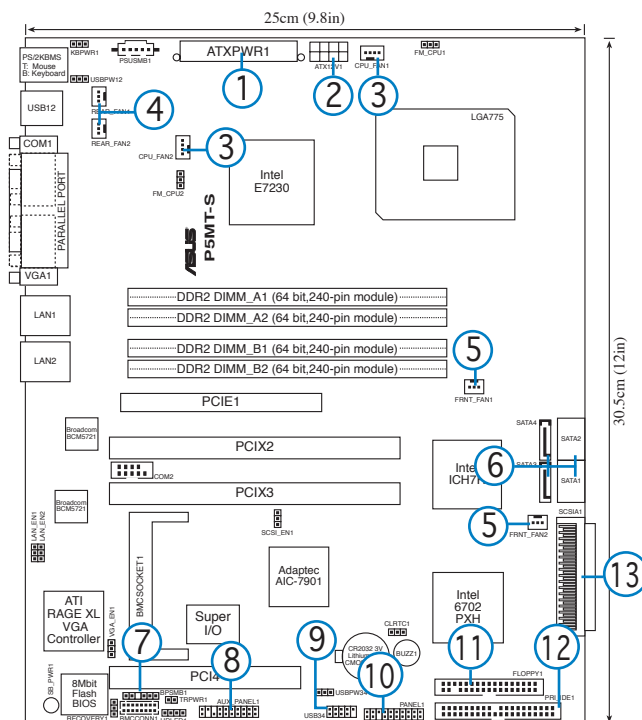 25cm (9.8in)
PS/2KBMS
T: Mouse
B: Keyboard
KBPWR1
PSUSMB1
ATXPWR1
ATX12V1
CPU_FAN1
FM_CPU1
1
2
3
USBPW12
REAR_FAN1
4
USB12
REAR_FAN2
COM1
CPU_FAN2
3
FM_CPU2
Intel
E7230
LGA775
PARALLEL PORT
ASUS
P5MT-S
VGA1
LAN1
LAN2
DDR2 DIMM_A1 (64 bit,240-pin module)
DDR2 DIMM_A2 (64 bit,240-pin module)
DDR2 DIMM_B1 (64 bit,240-pin module)
DDR2 DIMM_B2 (64 bit,240-pin module)
30.5cm (12in)
5
FRNT_FAN1
PCIE1
Broadcom
BCM5721
PCIX2
COM2
PCIX3
SATA4
SATA2
SATA3
SATA1
6
Intel
Broadcom
BCM5721
LAN_EN1
LAN_EN2
SCSI_EN1
SCSIA1
5
FRNT_FAN2
13
BMCSOCKET1
Adaptec
AIC-7901
Intel
6702
PXH
ATI
RAGE XL
VGA
Controller
VGA_EN1
Super
I/O
CLRTC1
CR2032 3V
BUZZ1
7
8
9
10
11
12
PCI4
SB_PWR1
8Mbit
Flash
BIOS
RECOVERY1
BPSMB1
TRPWR1
BMCCONN1
AUX_PANEL1
USBPW34
USB34
PANEL1
FLOPPY1
PRI_IDE1